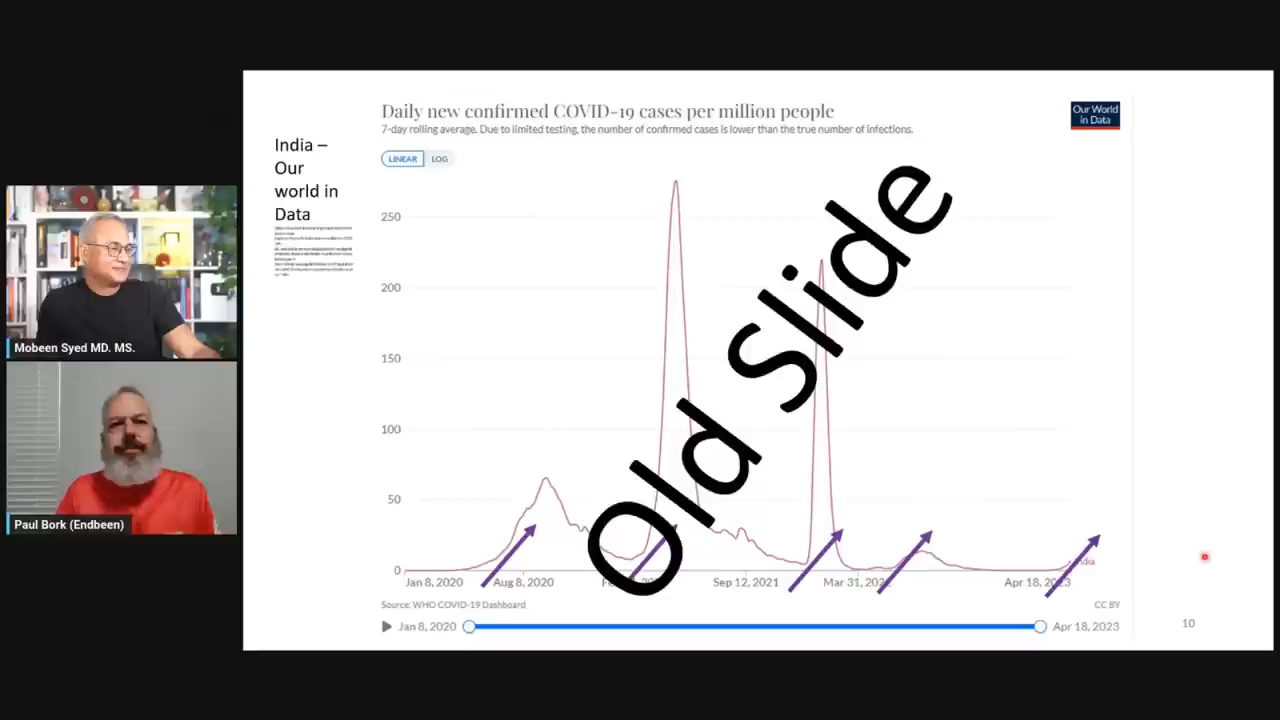 Daily new confirmed COVID-19 cases per million people
7-day rolling average. Due to limited testing, the number of confirmed cases is lower than the true number of infections.
Our World
in Data
LINEAR LOG
India –
Our
world in
Data
Old Slide
250
200
150
100
50
0
Jan 8, 2020 Aug 8, 2020 Sep 12, 2021 Mar 31, Apr 18, 2023
Source: WHO COVID-19 Dashboard
CC BY
Jan 8, 2020
Apr 18, 2023
10
Mobeen Syed MD. MS.
Paul Bork (Endbeen)